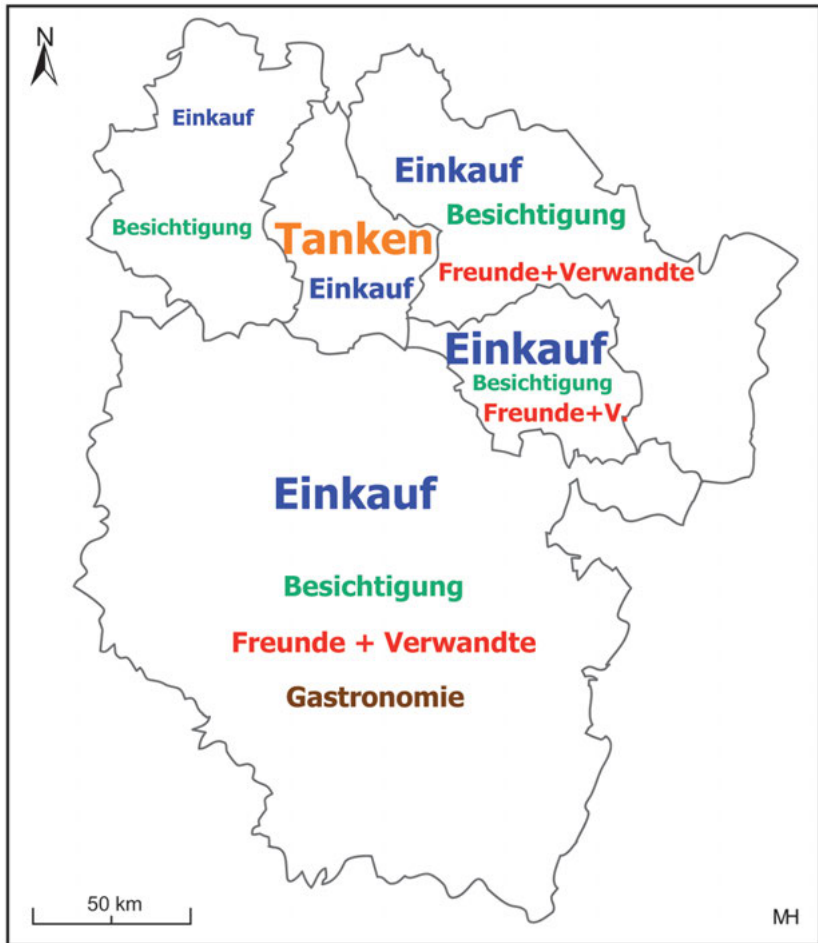 N
Einkauf
Besichtigung
Tanken
Einkauf
Einkauf
Besichtigung
Freunde+Verwandte
Einkauf
Besichtigung
Freunde+V.
Einkauf
Besichtigung
Freunde + Verwandte
Gastronomie
50 km
MH